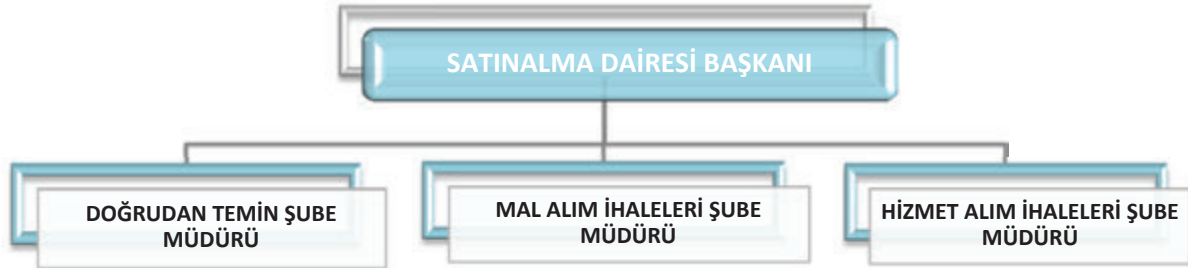 SATINALMA DAİRESİ BAŞKANI
DOĞRUDAN TEMİN ŞUBE
MÜDÜRÜ
MAL ALIM İHALELERİ ŞUBE
MÜDÜRÜ
HİZMET ALIM İHALELERİ ŞUBE
MÜDÜRÜ